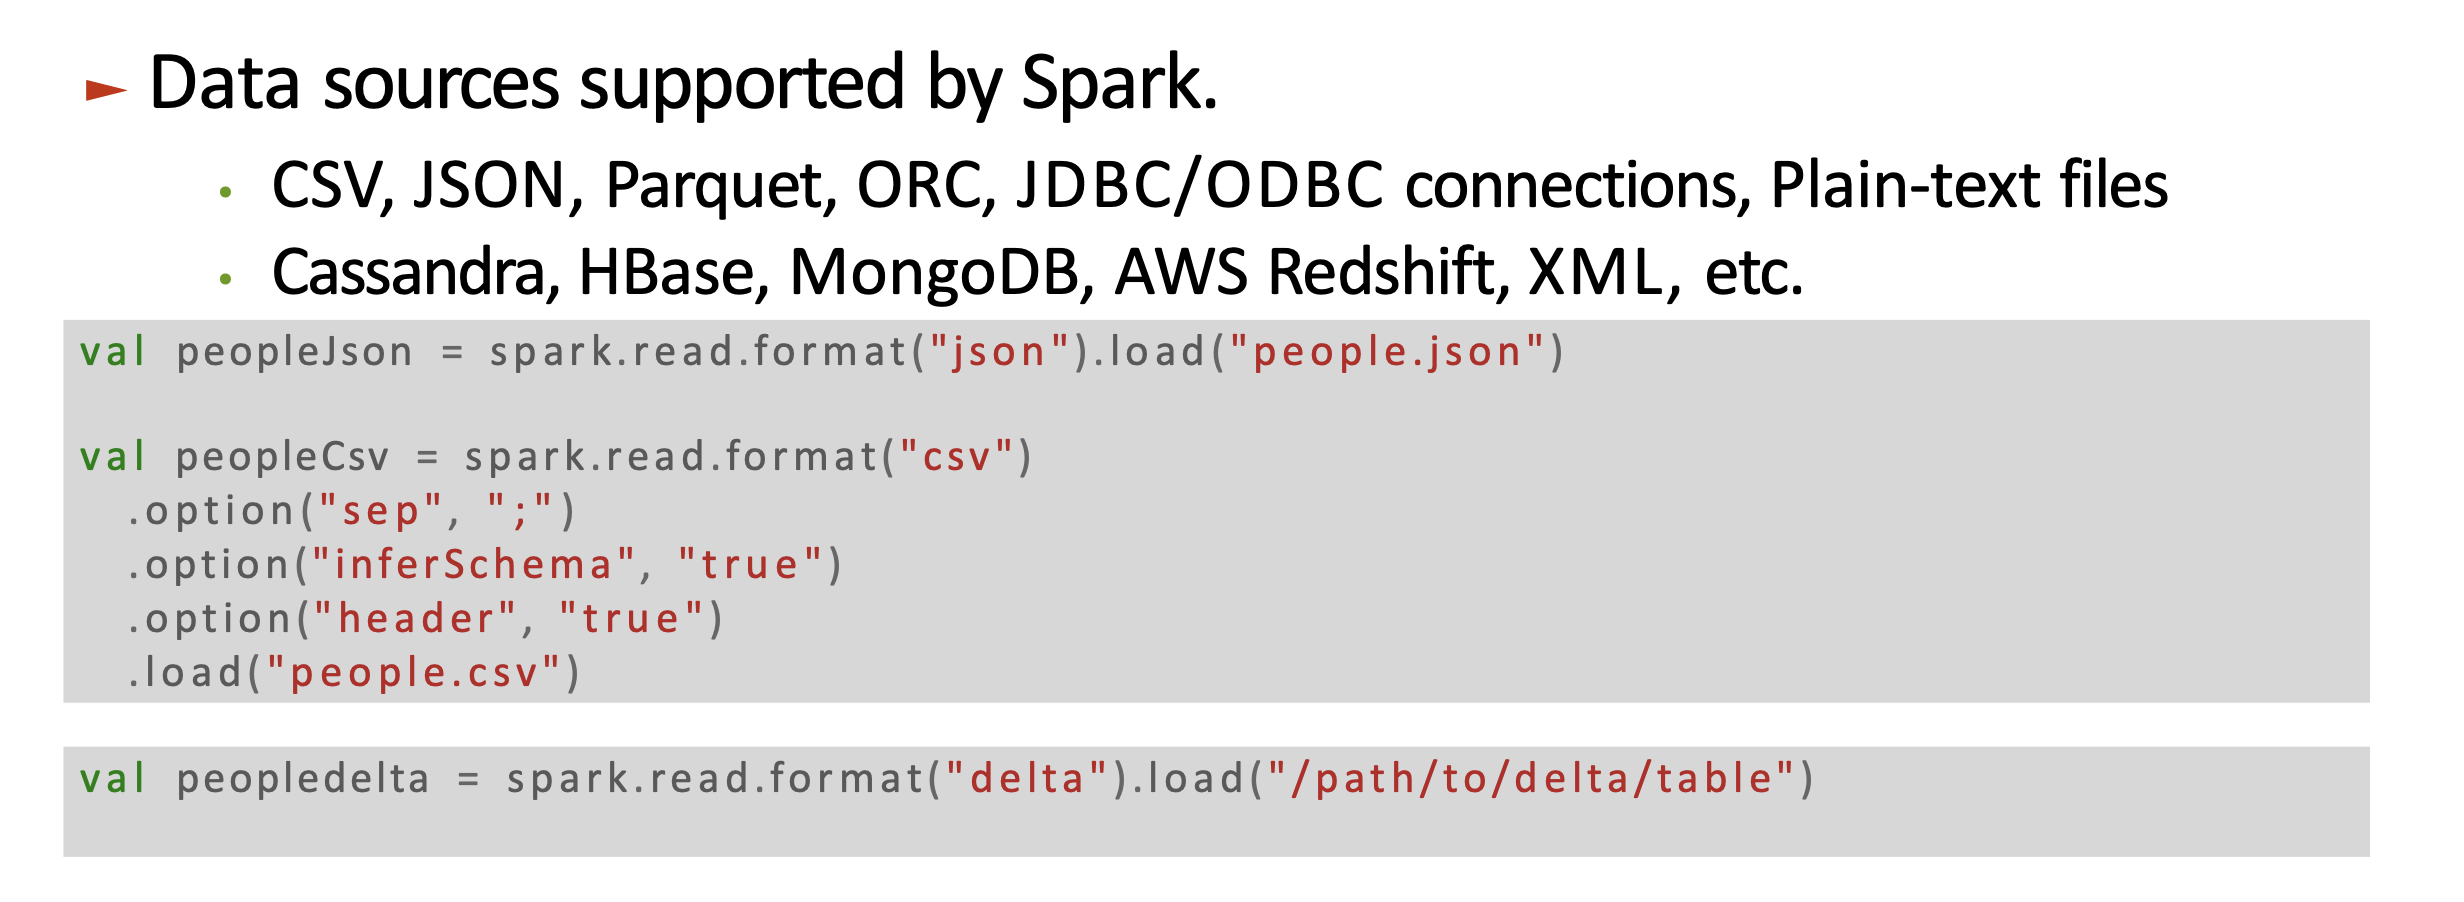 ► Data sources supported by Spark.
• CSV, JSON, Parquet, ORC, JDBC/ODBC connections, Plain-text files
• Cassandra, HBase, MongoDB, AWS Redshift, XML, etc.
val peopleJson = spark.read.format("json").load("people.json")
val peopleCsv = spark.read.format("csv")
.option("sep", ";")
.option("inferSchema", "true")
.option("header", "true")
.load("people.csv")
val peopledelta = spark.read.format("delta").load("/path/to/delta/table")